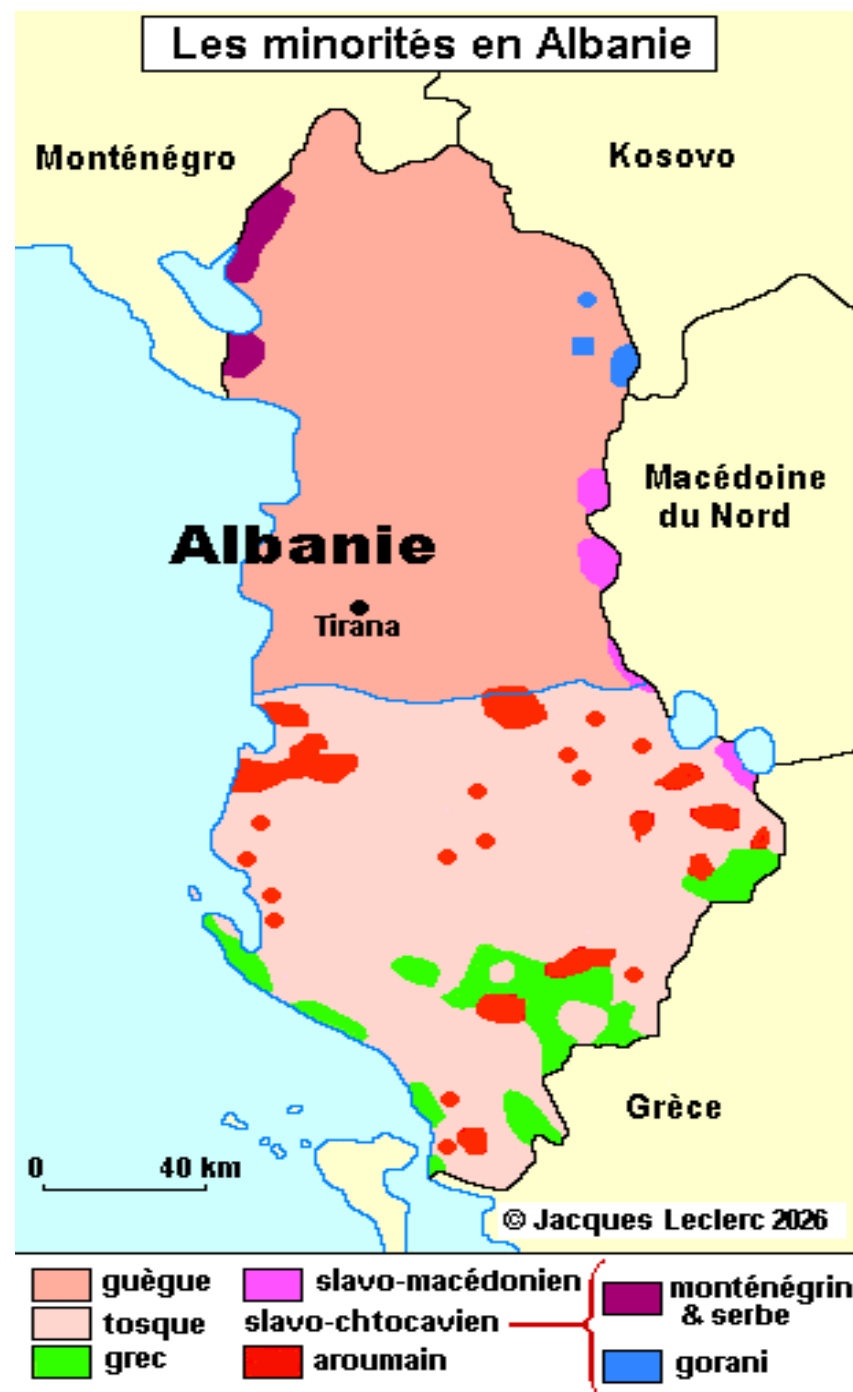 Les minorités en Albanie
Monténégro
Kosovo
Macédoine
du Nord
Albanie
Tirana
Grèce
0 40 km
© Jacques Leclerc 2026
guègue
slavo-macédonien
monténégrin
& serbe
tosque
slavo-chtocavien
grec
aroumain
gorani